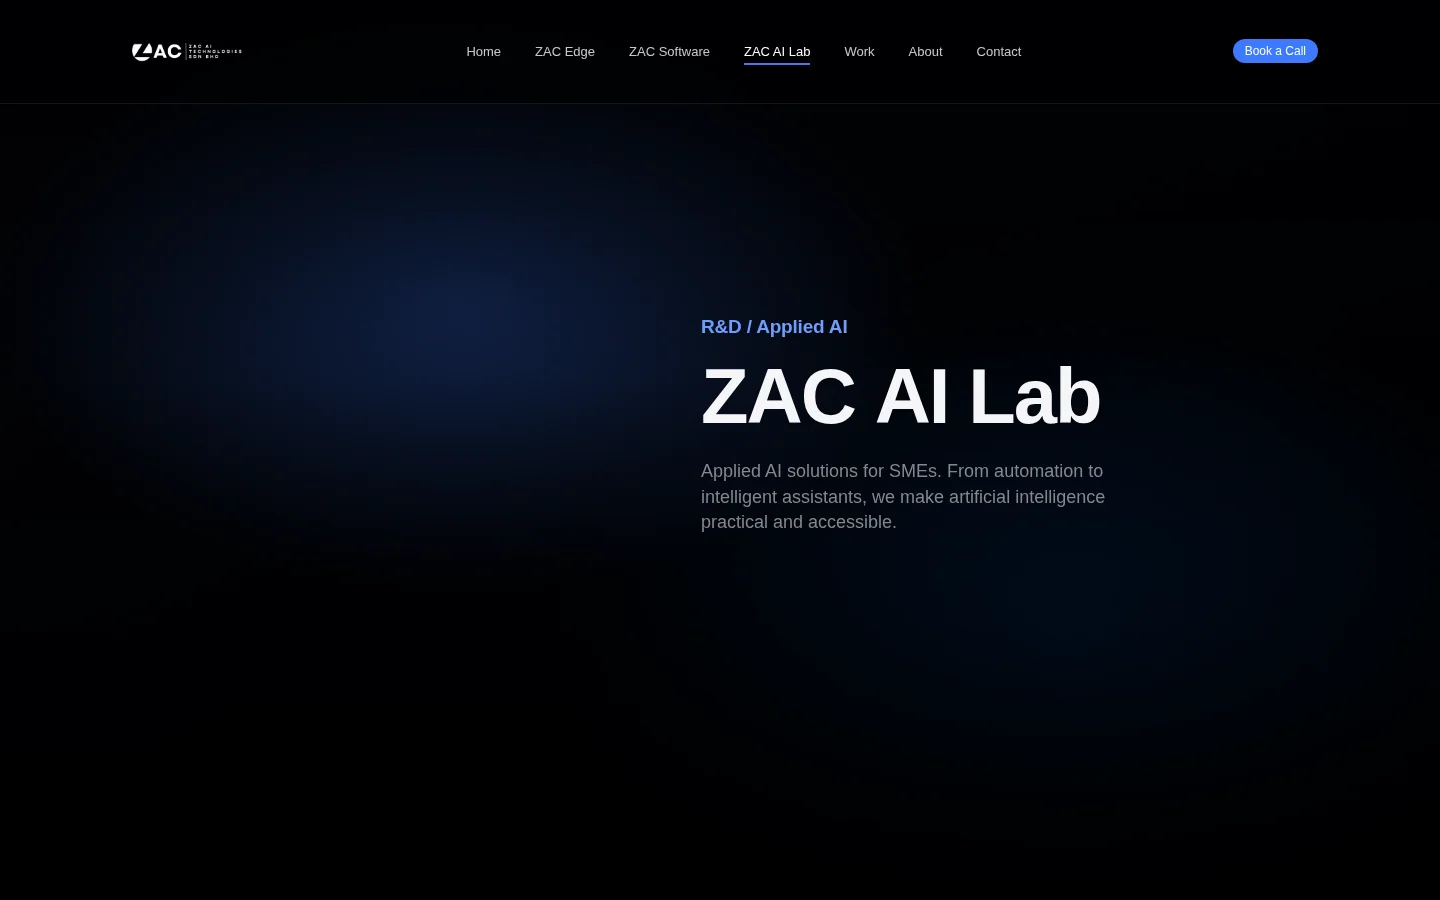 ZAC
ZAC AI
TECHNOLOGIES
SDN BHD
Home
ZAC Edge
ZAC Software
ZAC AI Lab
Work
About
Contact
Book a Call
R&D / Applied AI
ZAC AI Lab
Applied AI solutions for SMEs. From automation to
intelligent assistants, we make artificial intelligence
practical and accessible.